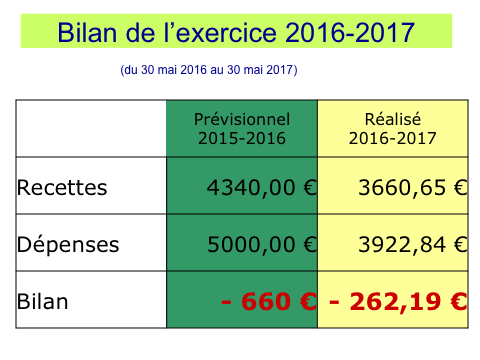 Bilan de l’exercice 2016-2017
(du 30 mai 2016 au 30 mai 2017)
Prévisionnel Réalisé
2015-2016 2016-2017
Recettes 4340,00 € 3660,65 €
Dépenses 5000,00 € 3922,84 €
Bilan - 660 € - 262,19 €